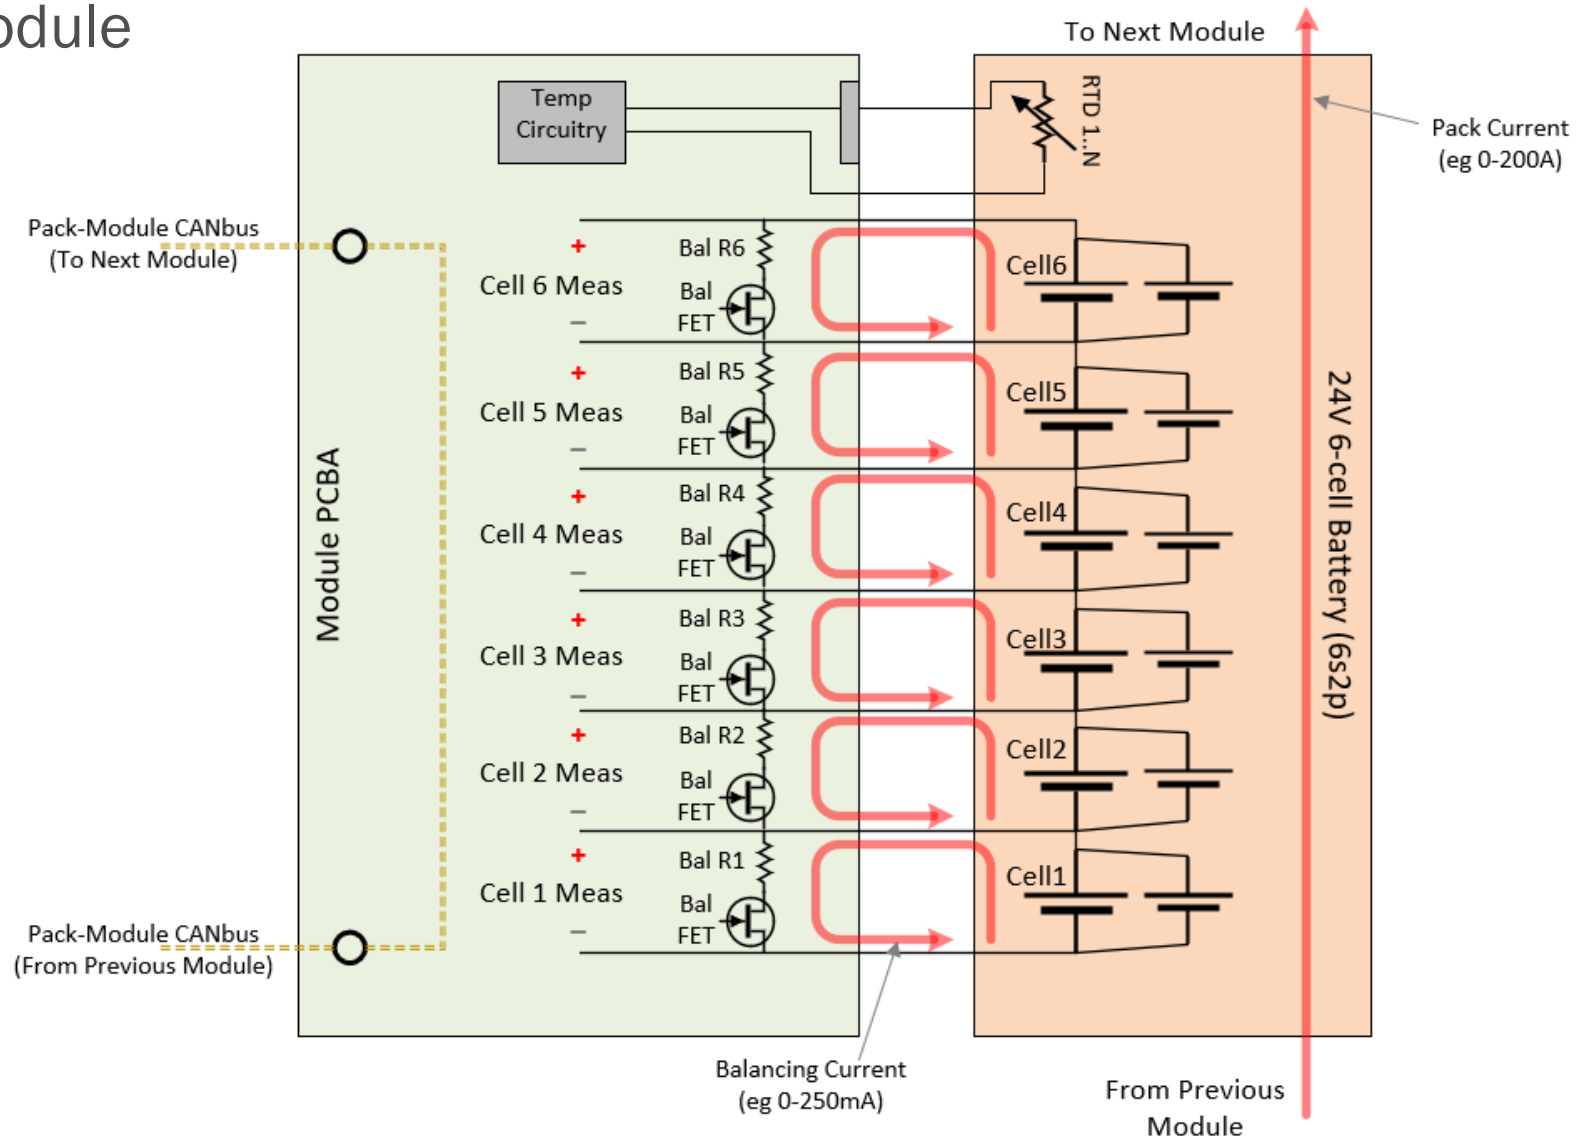 odule
To Next Module
Temp
Circuitry
RTD 1..N
Pack Current
(eg 0-200A)
Pack-Module CANbus
(To Next Module)
+
Cell 6 Meas
−
Bal R6
Bal
FET
Cell6
+
Cell 5 Meas
−
Bal R5
Bal
FET
Cell5
+
Cell 4 Meas
−
Bal R4
Bal
FET
Cell4
+
Cell 3 Meas
−
Bal R3
Bal
FET
Cell3
+
Cell 2 Meas
−
Bal R2
Bal
FET
Cell2
+
Cell 1 Meas
−
Bal R1
Bal
FET
Cell1
Module PCBA
24V 6-cell Battery (6s2p)
Pack-Module CANbus
(From Previous Module)
Balancing Current
(eg 0-250mA)
From Previous
Module